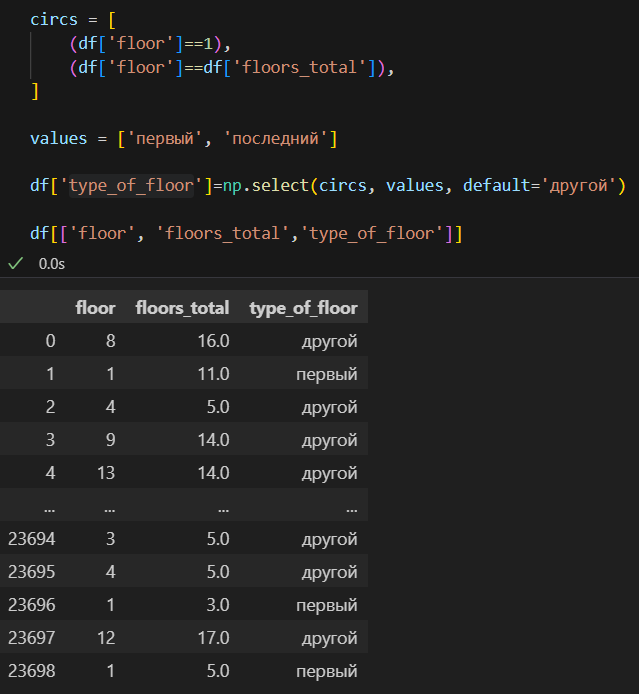 circs = [
    (df['floor']==1),
    (df['floor']==df['floors_total']),
]
values = ['первый', 'последний']
df['type_of_floor']=np.select(circs, values, default='другой')
df[['floor', 'floors_total','type_of_floor']]
✓ 0.0s
floor floors_total type_of_floor
0 8 16.0 другой
1 1 11.0 первый
2 4 5.0 другой
3 9 14.0 другой
4 13 14.0 другой
... ... ... ...
23694 3 5.0 другой
23695 4 5.0 другой
23696 1 3.0 первый
23697 12 17.0 другой
23698 1 5.0 первый